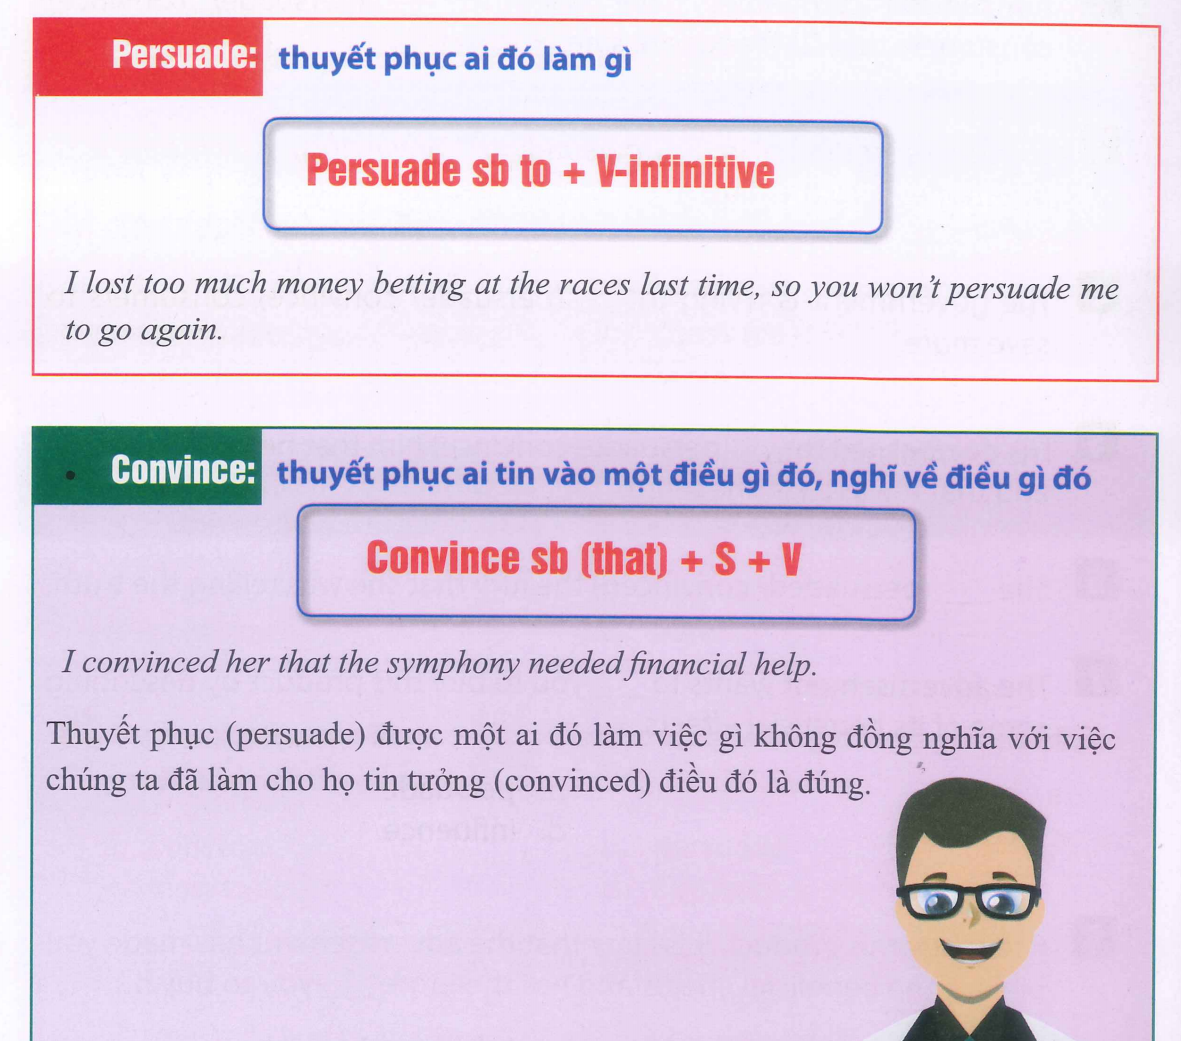 Persuade: thuyết phục ai đó làm gì
Persuade sb to + V-infinitive
I lost too much money betting at the races last time, so you won't persuade me
to go again.
• Convince: thuyết phục ai tin vào một điều gì đó, nghĩ về điều gì đó
Convince sb (that) + S + V
I convinced her that the symphony needed financial help.
Thuyết phục (persuade) được một ai đó làm việc gì không đồng nghĩa với việc
chúng ta đã làm cho họ tin tưởng (convinced) điều đó là đúng.